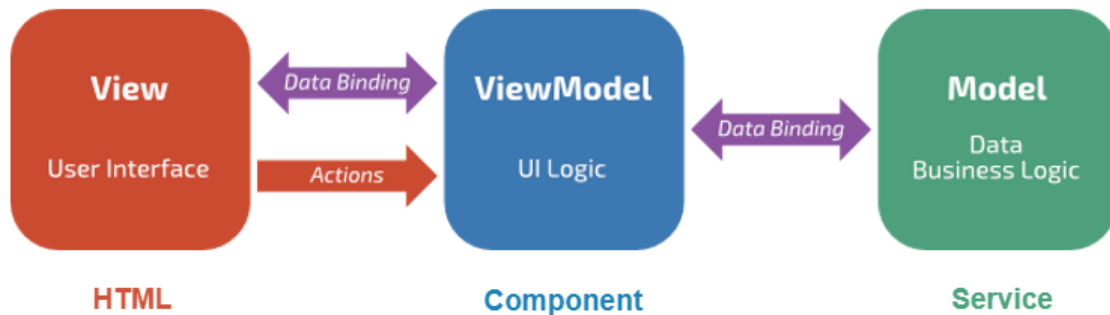 View
User Interface
Data Binding
Actions
ViewModel
UI Logic
Data Binding
Model
Data
Business Logic
HTML
Component
Service